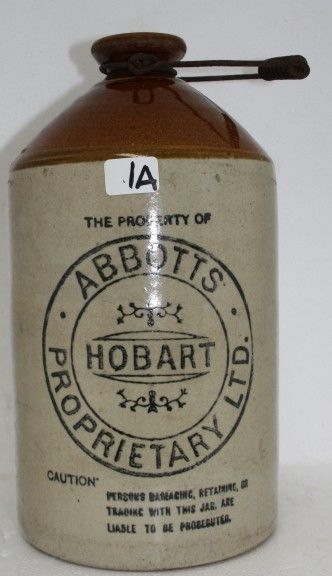 1A
THE PROPERTY OF
ABBOTTS
HOBART
PROPRIETARY LTD.
CAUTION
PERSONS DAMAGING, RETAINING, OR
TRADING WITH THIS JAR. ARE
LIABLE TO BE PROSECUTED.